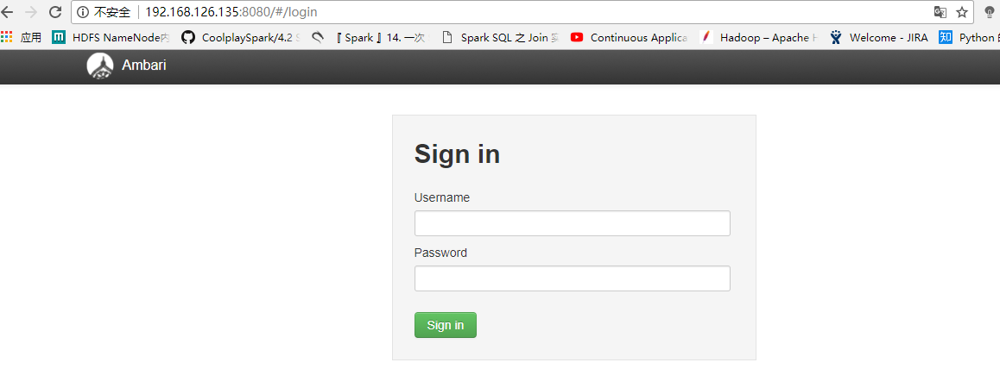 不安全 192.168.126.135:8080/#/login
应用 HDFS NameNode内 CoolplaySpark/4.2 『 Spark 』14. 一次 Spark SQL 之 Join 实 Continuous Applica Hadoop – Apache H Welcome - JIRA 知 Python 的
Ambari
Sign in
Username
Password
Sign in